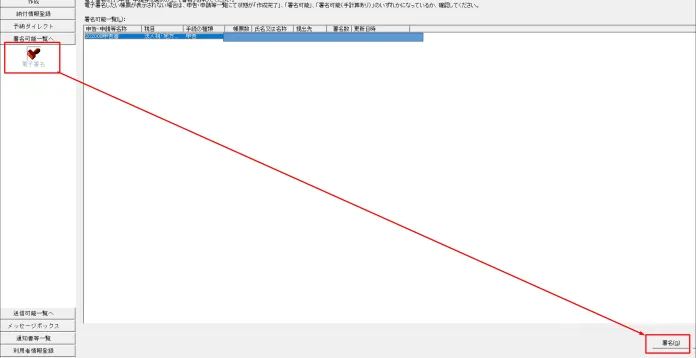 作成
納付情報登録
予納ダイレクト
署名可能一覧へ
電子署名
送信可能一覧へ
メッセージボックス
通知書等一覧
利用者情報登録
電子署名したい帳票が表示されない場合は、申告・申請等一覧にて状態が「作成完了」、「署名可能」、「署名可能(手計算あり)」のいずれかになっているか、確認してください。
署名可能一覧(L):
申告・申請等名称 税目 手続の種類 帳票数 氏名又は名称 提出先 署名数 更新日時
申告
署名(S)